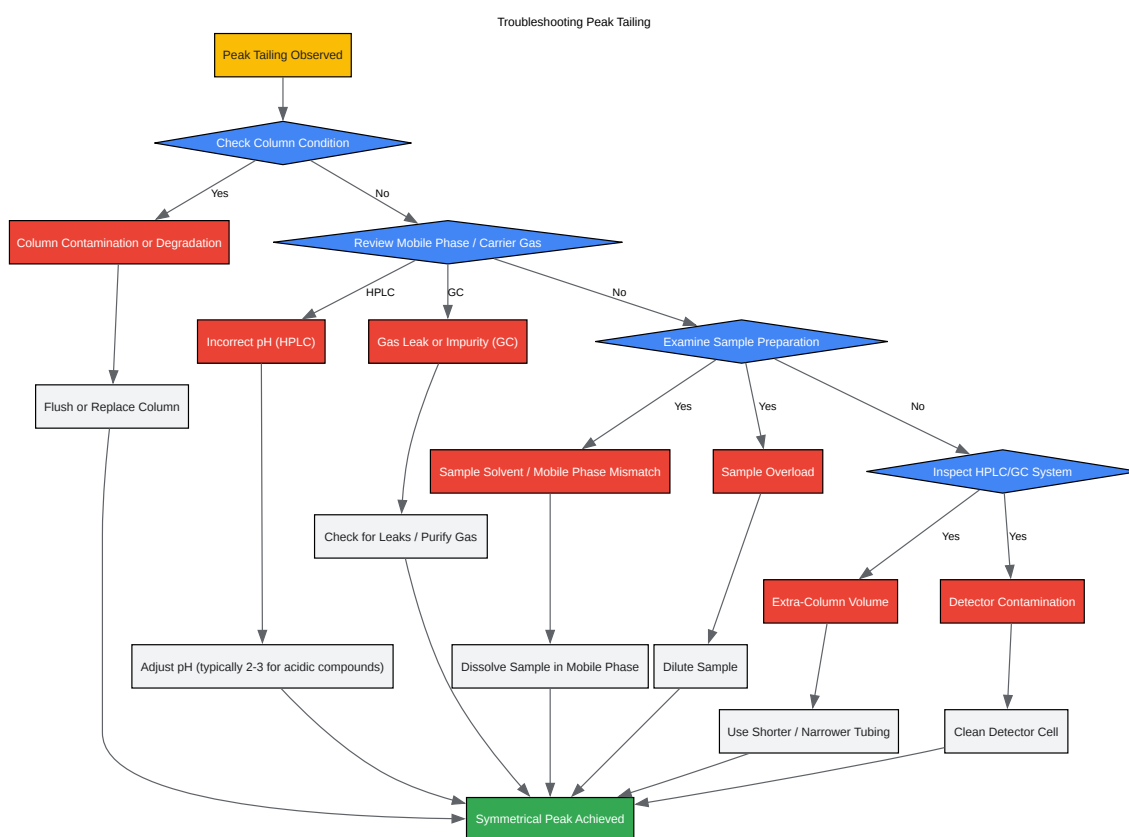 Troubleshooting Peak Tailing
Peak Tailing Observed
Check Column Condition
Yes
No
Column Contamination or Degradation
Review Mobile Phase / Carrier Gas
HPLC
GC
No
Incorrect pH (HPLC)
Gas Leak or Impurity (GC)
Examine Sample Preparation
Flush or Replace Column
Yes
Yes
No
Sample Solvent / Mobile Phase Mismatch
Sample Overload
Inspect HPLC/GC System
Check for Leaks / Purify Gas
Yes
Yes
Extra-Column Volume
Detector Contamination
Adjust pH (typically 2-3 for acidic compounds)
Dissolve Sample in Mobile Phase
Dilute Sample
Use Shorter / Narrower Tubing
Clean Detector Cell
Symmetrical Peak Achieved